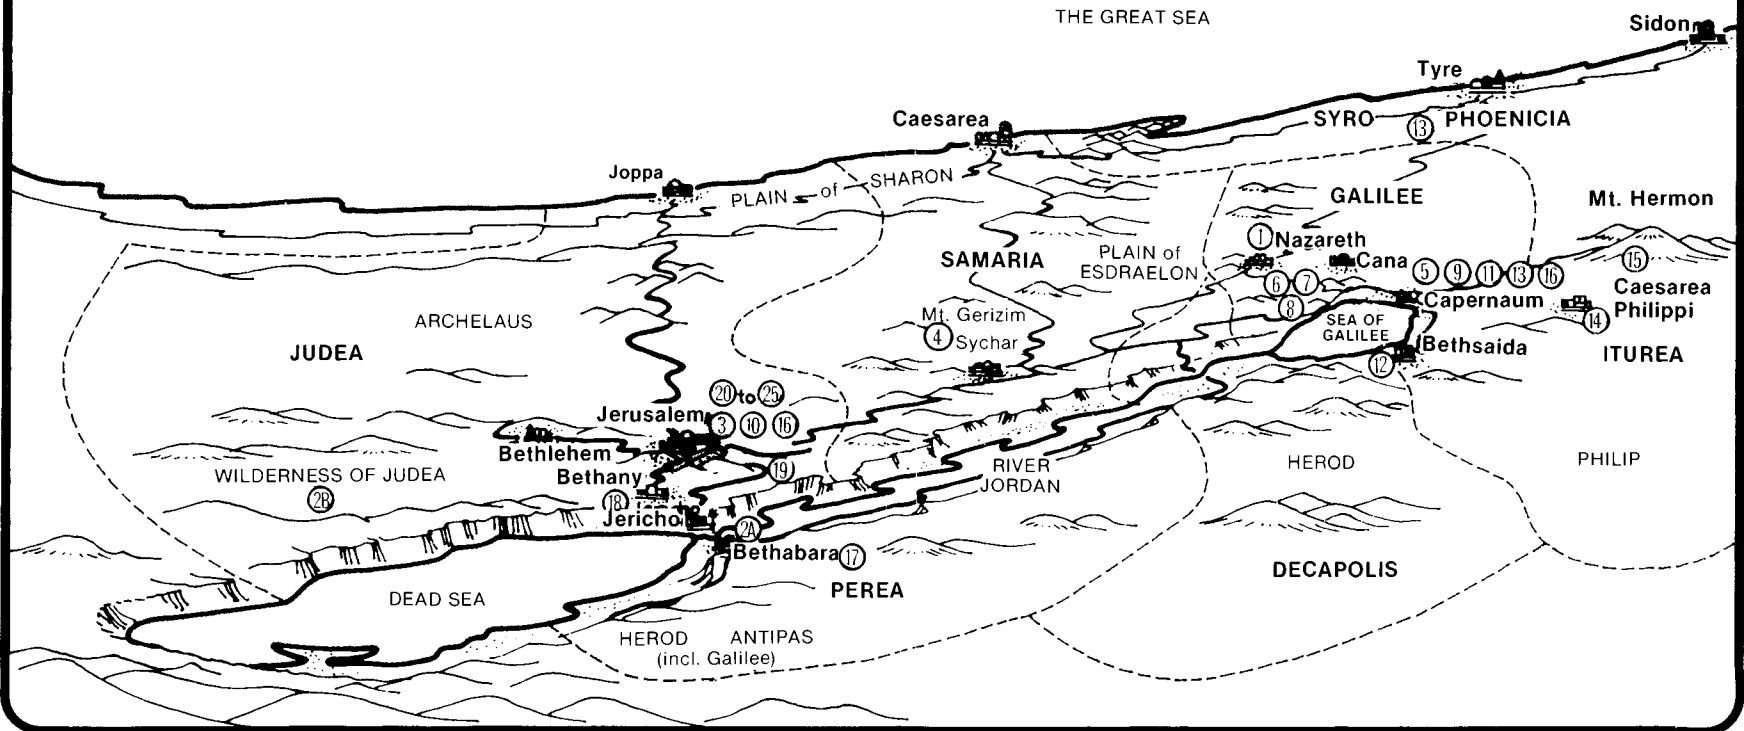 THE GREAT SEA
Sidon
Tyre
Caesarea
SYRO PHOENICIA
13
Joppa
PLAIN of SHARON
GALILEE
Mt. Hermon
1 Nazareth
PLAIN of
ESDRAELON
SAMARIA
Cana
5 9 11 13 16
15
6 7
Caesarea
Philippi
Capernaum
8
14
Mt. Gerizim
4 Sychar
SEA OF
GALILEE
ARCHELAUS
JUDEA
Bethsaida
12
ITUREA
20 to 25
Jerusalem
3 10 16
Bethlehem
19
WILDERNESS OF JUDEA
2B
Bethany
18
RIVER
JORDAN
HEROD
PHILIP
Jericho
2A
Bethabara 17
PEREA
DECAPOLIS
DEAD SEA
HEROD ANTIPAS
(incl. Galilee)